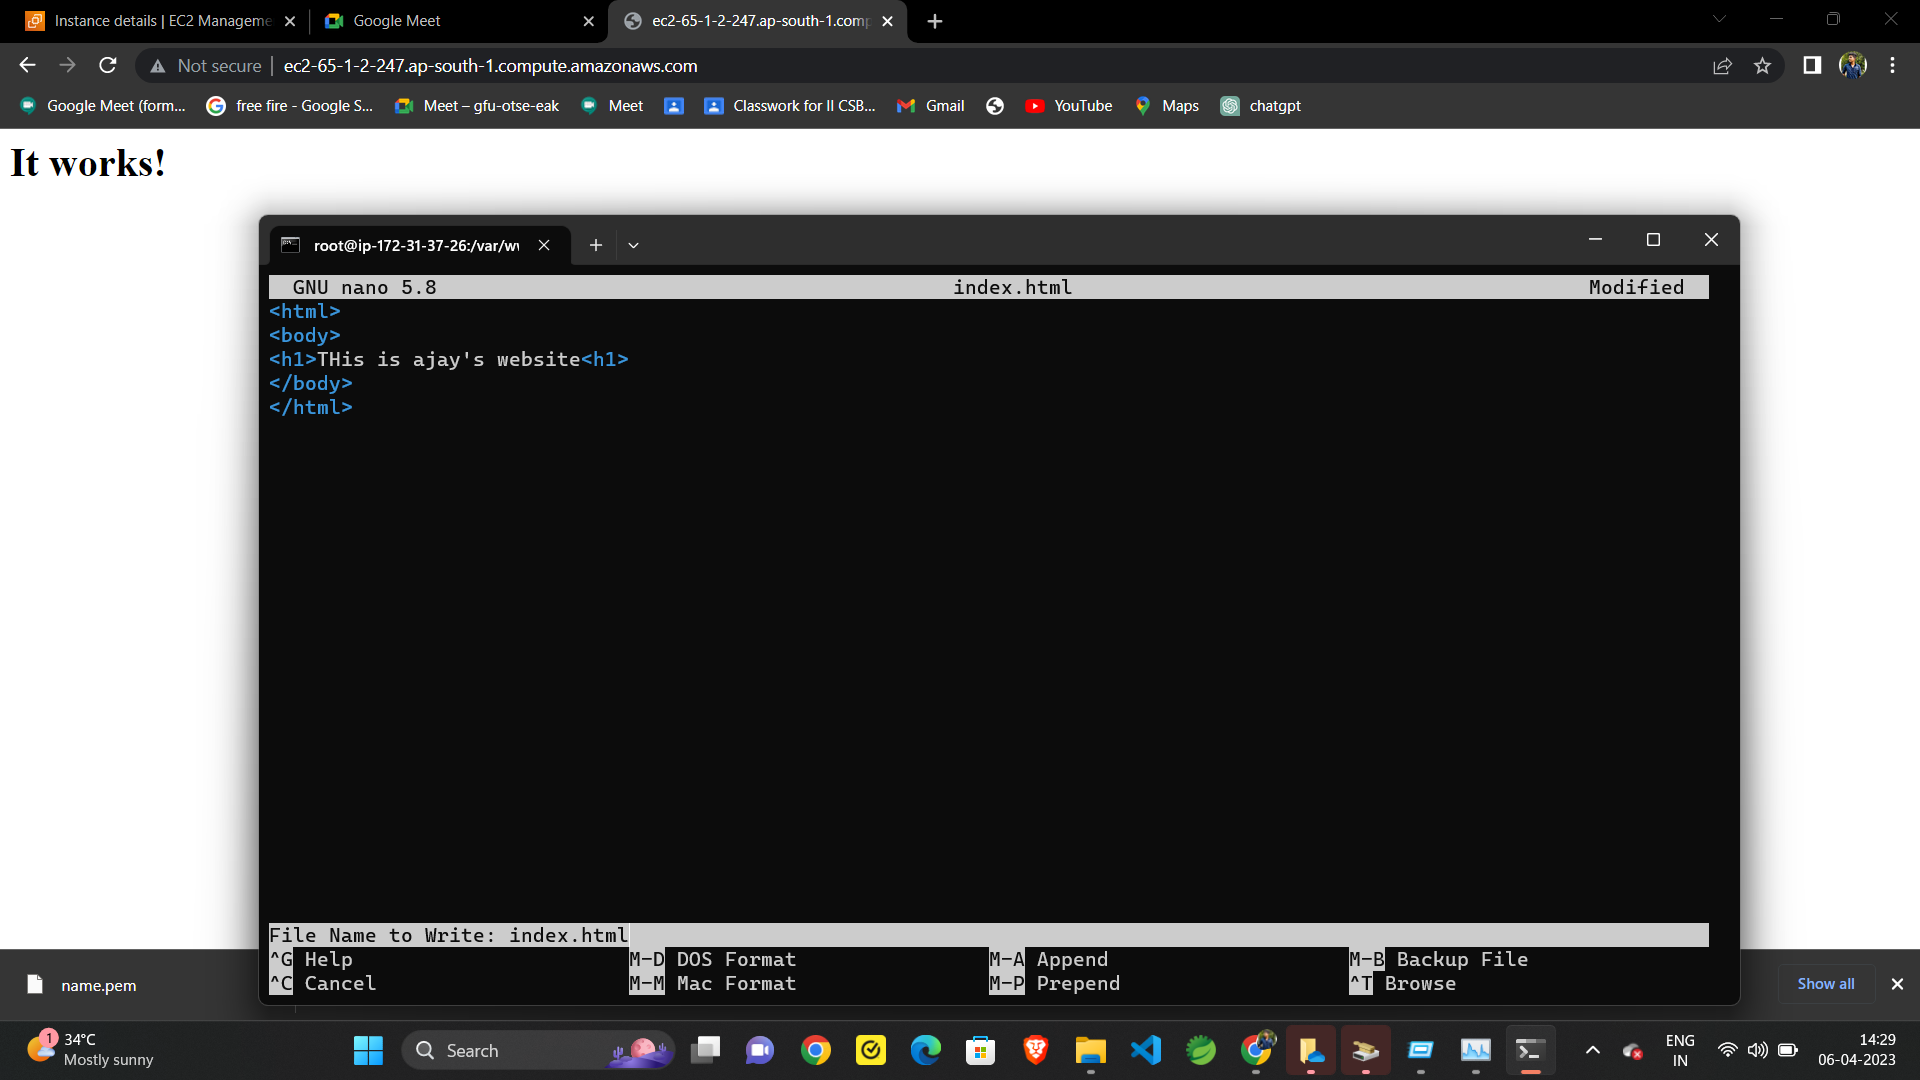 Instance details | EC2 Manageme
Google Meet
ec2-65-1-2-247.ap-south-1.comp
Not secure
ec2-65-1-2-247.ap-south-1.compute.amazonaws.com
Google Meet (form...
free fire - Google S...
Meet – gfu-otse-eak
Meet
Classwork for II CSB...
Gmail
YouTube
Maps
chatgpt
It works!
root@ip-172-31-37-26:/var/w
GNU nano 5.8
index.html
Modified
<html>
<body>
<h1>THis is ajay's website<h1>
</body>
</html>
File Name to Write: index.html
^G Help
M-D DOS Format
M-A Append
M-B Backup File
^C Cancel
M-M Mac Format
M-P Prepend
^T Browse
name.pem
Show all
1
34°C
Mostly sunny
Search
ENG
IN
14:29
06-04-2023